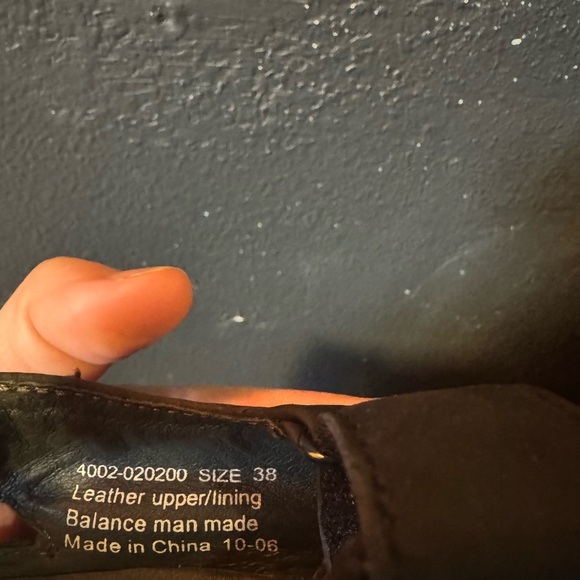 4002-020200 SIZE 38
Leather upper/lining
Balance man made
Made in China 10-06